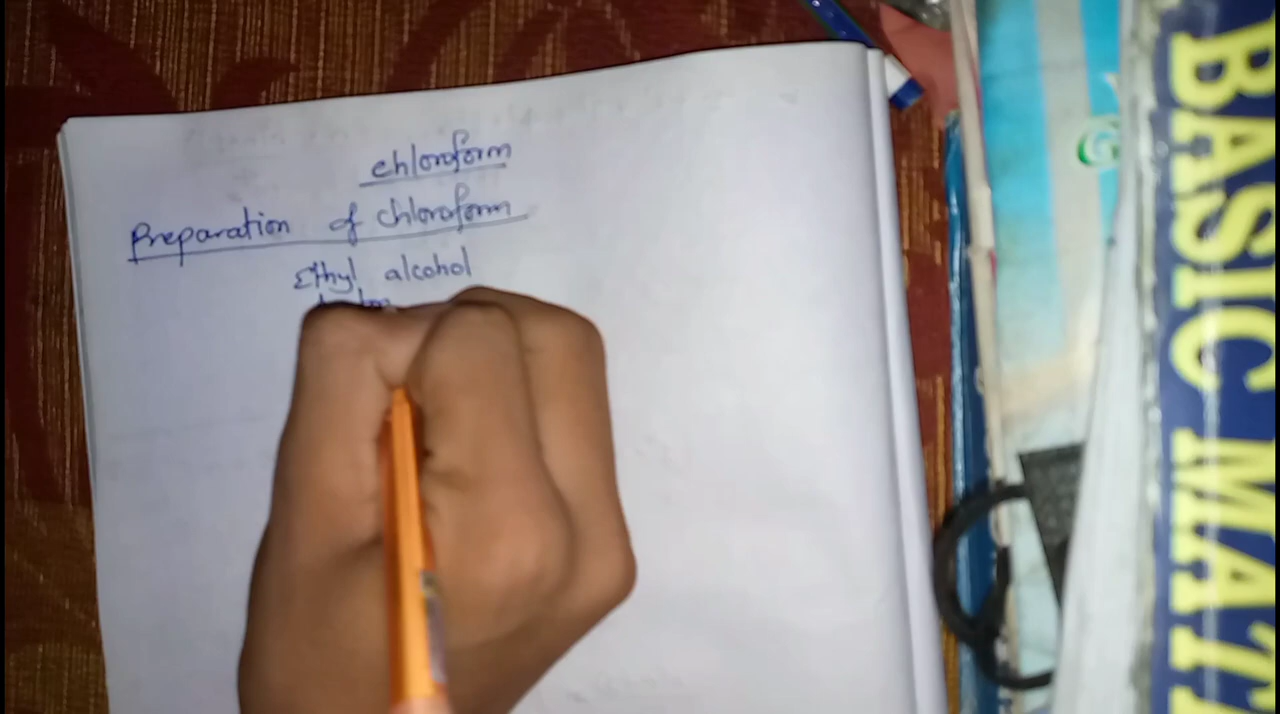 chloroform
Preparation of chloroform
Ethyl alcohol
G
BASIC MAT